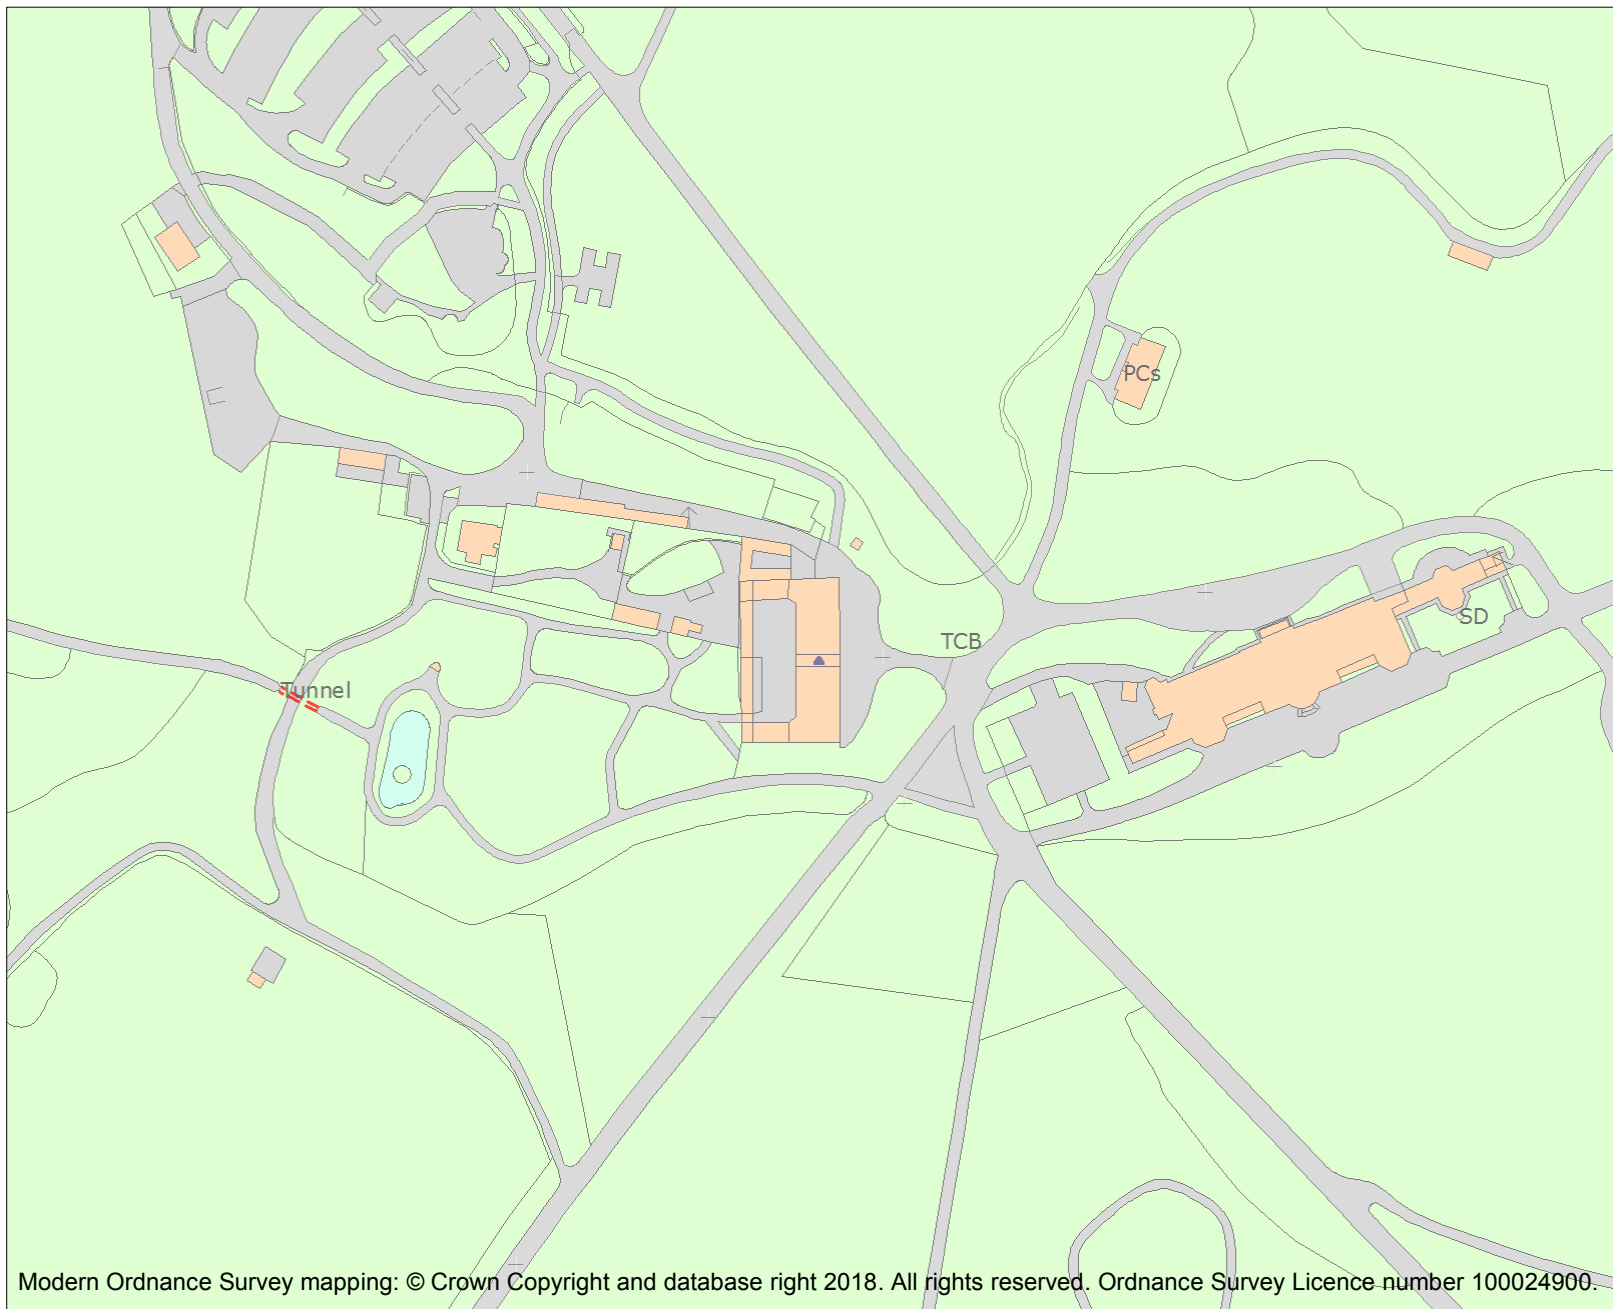 PCs
SD
TCB
Tunnel
Modern Ordnance Survey mapping: © Crown Copyright and database right 2018. All rights reserved. Ordnance Survey Licence number 100024900.